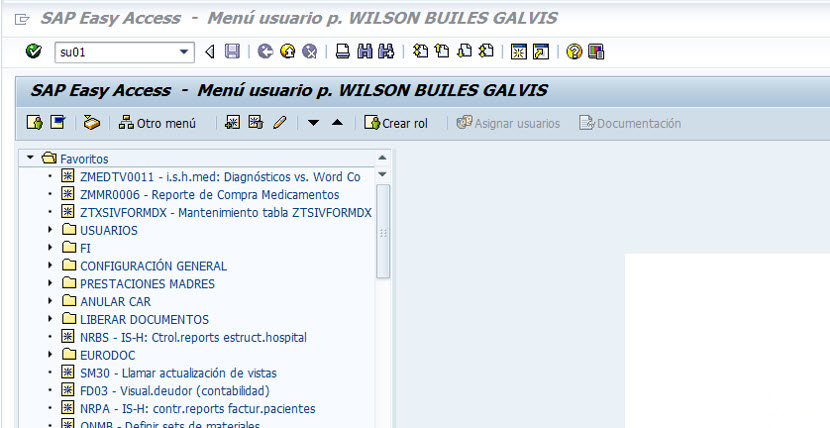 SAP Easy Access - Menú usuario p. WILSON BUILES GALVIS
su01
SAP Easy Access - Menú usuario p. WILSON BUILES GALVIS
Otro menú Crear rol Asignar usuarios Documentación
Favoritos
ZMEDTV0011 - i.s.h.med: Diagnósticos vs. Word Co
ZMMR0006 - Reporte de Compra Medicamentos
ZTXSIVFORMDX - Mantenimiento tabla ZTSIVFORMDX
USUARIOS
FI
CONFIGURACIÓN GENERAL
PRESTACIONES MADRES
ANULAR CAR
LIBERAR DOCUMENTOS
NRBS - IS-H: Ctrol.reports estruct.hospital
EURODOC
SM30 - Llamar actualización de vistas
FD03 - Visual.deudor (contabilidad)
NRPA - IS-H: contr.reports factur.pacientes
ONMB - Definir sets de materiales